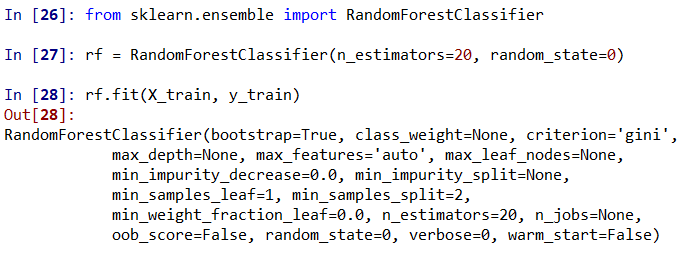 In [26]: from sklearn.ensemble import RandomForestClassifier
In [27]: rf = RandomForestClassifier(n_estimators=20, random_state=0)
In [28]: rf.fit(X_train, y_train)
Out[28]:
RandomForestClassifier(bootstrap=True, class_weight=None, criterion='gini',
            max_depth=None, max_features='auto', max_leaf_nodes=None,
            min_impurity_decrease=0.0, min_impurity_split=None,
            min_samples_leaf=1, min_samples_split=2,
            min_weight_fraction_leaf=0.0, n_estimators=20, n_jobs=None,
            oob_score=False, random_state=0, verbose=0, warm_start=False)